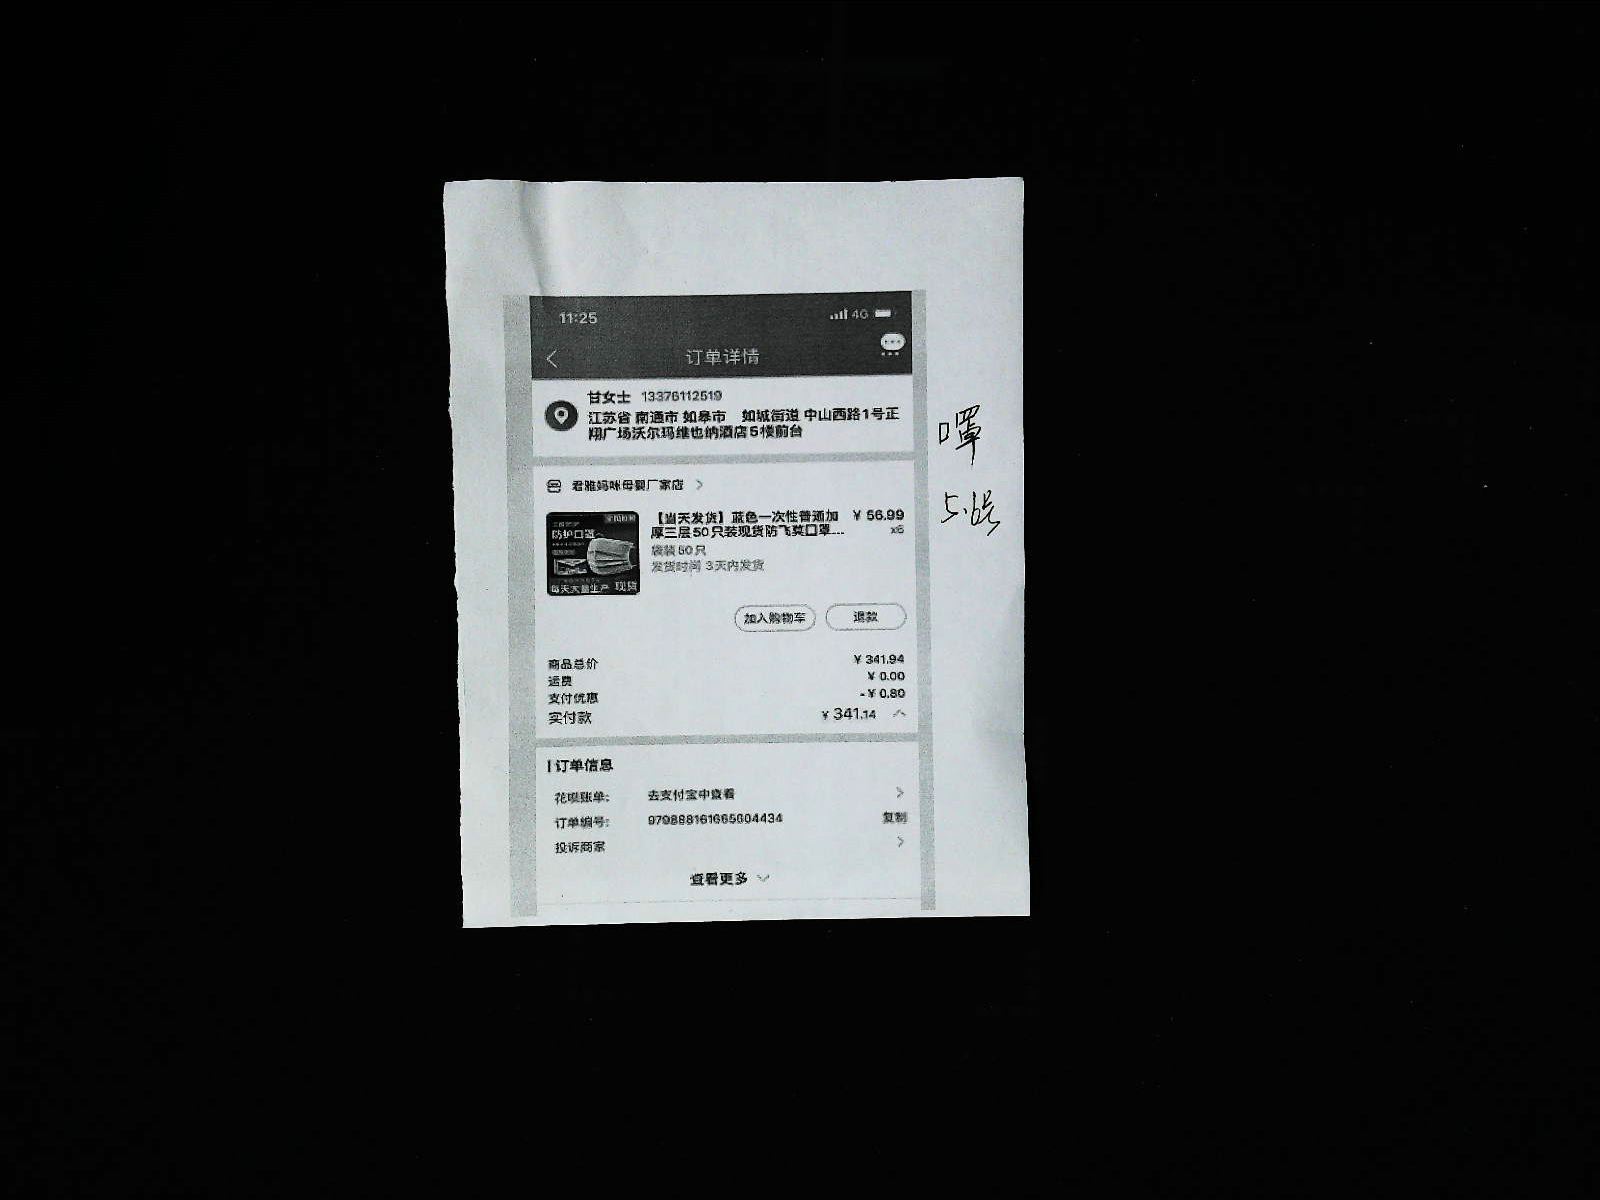 11:25
4G
订单详情
甘女士 13376112519
江苏省 南通市 如皋市 如城街道 中山西路1号正
翔广场沃尔玛维也纳酒店5楼前台
口罩
5.6号
君雅妈咪母婴厂家店
防护口罩
每天大量生产 现货
【当天发货】蓝色一次性普通加 ¥ 56.99
厚三层50只装现货防飞莫口罩... x6
袋装50只
发货时间 3天内发货
加入购物车 退款
商品总价 ¥ 341.94
运费 ¥ 0.00
支付优惠 -¥ 0.80
实付款 ¥ 341.14
订单信息
花呗账单: 去支付宝中查看
订单编号: 979888161665604434 复制
投诉商家
查看更多